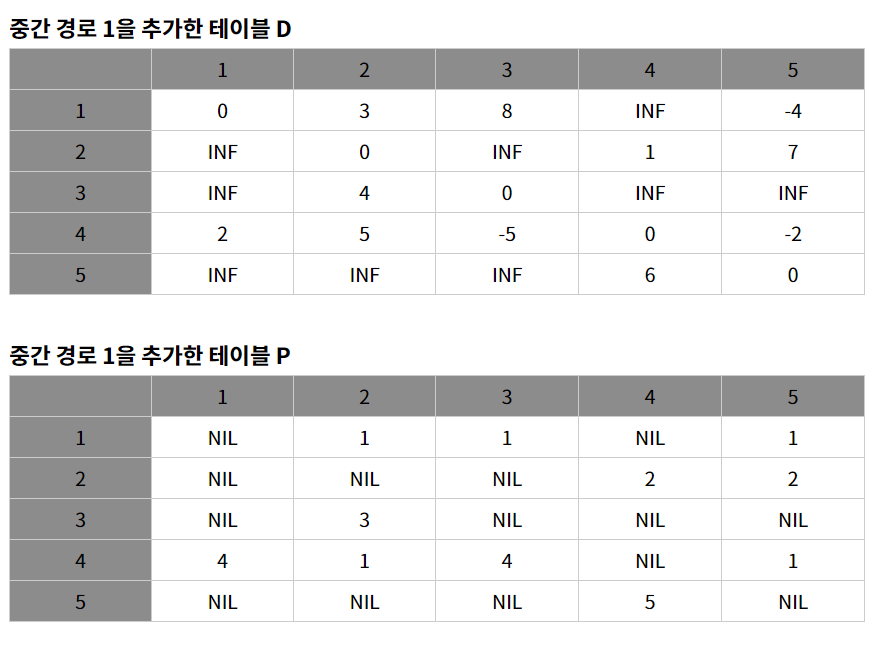 중간 경로 1을 추가한 테이블 D
1 2 3 4 5
1 0 3 8 INF -4
2 INF 0 INF 1 7
3 INF 4 0 INF INF
4 2 5 -5 0 -2
5 INF INF INF 6 0
중간 경로 1을 추가한 테이블 P
1 2 3 4 5
1 NIL 1 1 NIL 1
2 NIL NIL NIL 2 2
3 NIL 3 NIL NIL NIL
4 4 1 4 NIL 1
5 NIL NIL NIL 5 NIL